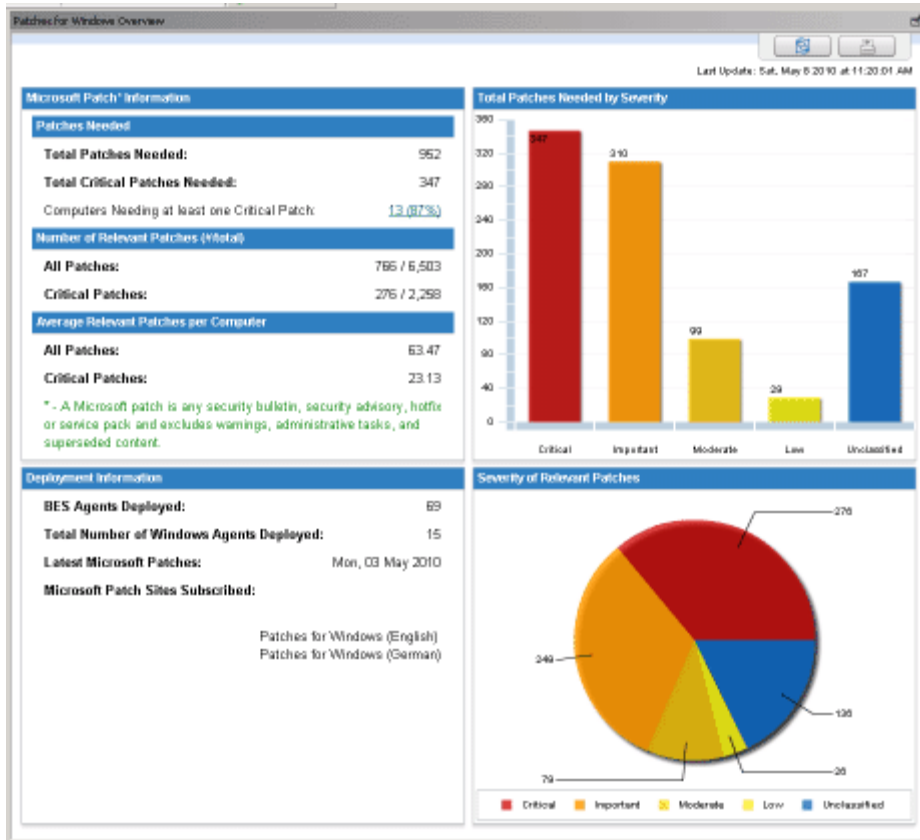 Patches for Windows Overview
Last Update: Sat, May 8 2010 at 11:20:01 AM
Microsoft Patch* Information
Patches Needed
Total Patches Needed: 952
Total Critical Patches Needed: 347
Computers Needing at least one Critical Patch: 13 (87%)
Number of Relevant Patches (#/total)
All Patches: 766 / 6,503
Critical Patches: 276 / 2,258
Average Relevant Patches per Computer
All Patches: 63.47
Critical Patches: 23.13
* - A Microsoft patch is any security bulletin, security advisory, hotfix
or service pack and excludes warnings, administrative tasks, and
superseded content.
Total Patches Needed by Severity
360
320
280
240
200
160
120
80
40
0
347
310
99
29
167
Critical
Important
Moderate
Low
Unclassified
Deployment Information
BES Agents Deployed: 69
Total Number of Windows Agents Deployed: 15
Latest Microsoft Patches: Mon, 03 May 2010
Microsoft Patch Sites Subscribed:
Patches for Windows (English)
Patches for Windows (German)
Severity of Relevant Patches
276
249
136
79
26
Critical Important Moderate Low Unclassified